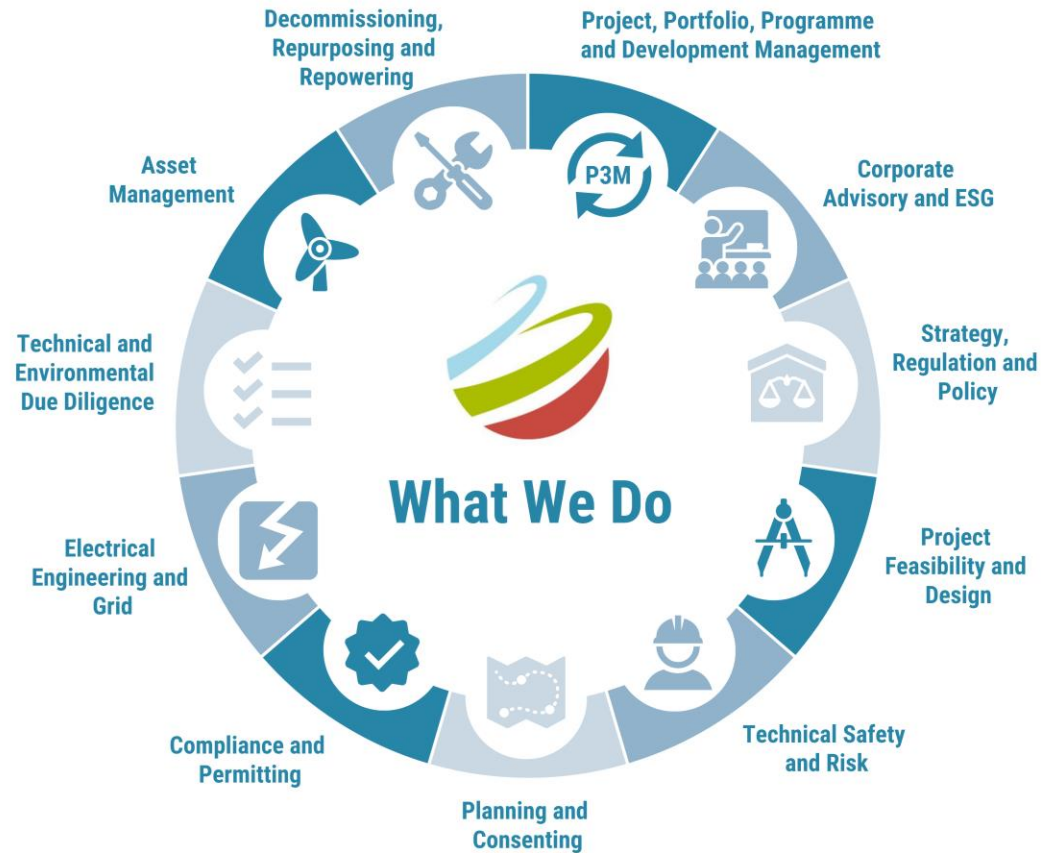 Decommissioning,
Repurposing and
Repowering
Project, Portfolio, Programme
and Development Management
P3M
Corporate
Advisory and ESG
Strategy,
Regulation and
Policy
Project
Feasibility and
Design
Technical Safety
and Risk
Planning and
Consenting
Compliance and
Permitting
Electrical
Engineering and
Grid
Technical and
Environmental
Due Diligence
Asset
Management
What We Do